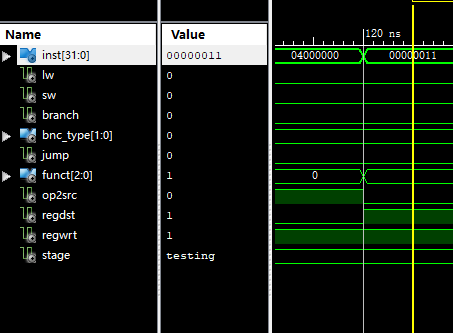 Name Value
120 ns
inst[31:0] 00000011 04000000 00000011
lw 0
sw 0
branch 0
bnc_type[1:0] 0
jump 0
funct[2:0] 1 0
op2src 0
regdst 1
regwrt 1
stage testing